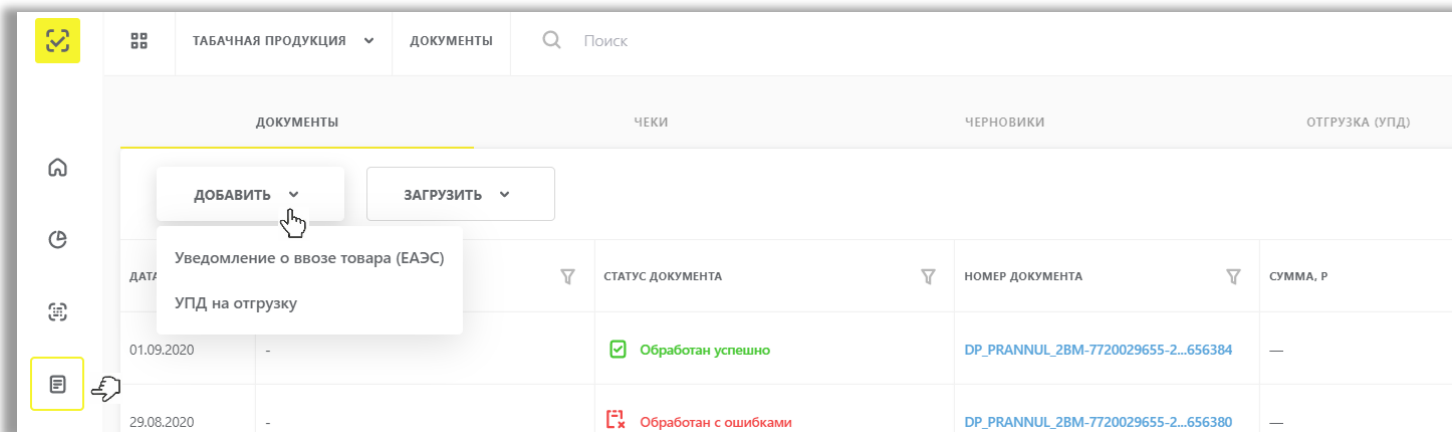 ТАБАЧНАЯ ПРОДУКЦИЯ ДОКУМЕНТЫ Поиск
ДОКУМЕНТЫ ЧЕКИ ЧЕРНОВИКИ ОТГРУЗКА (УПД)
ДОБАВИТЬ ЗАГРУЗИТЬ
Уведомление о ввозе товара (ЕАЭС)
ДАТА СТАТУС ДОКУМЕНТА НОМЕР ДОКУМЕНТА СУММА, Р
УПД на отгрузку
01.09.2020 - Обработан успешно DP_PRANNUL_2BM-7720029655-2...656384 —
29.08.2020 - Обработан с ошибками DP_PRANNUL_2BM-7720029655-2...656380 —